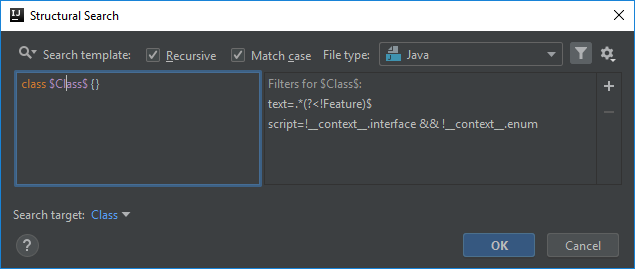 IJ Structural Search
Search template: Recursive Match case File type: Java
class $Class$ {}
Filters for $Class$:
text=.*(?<!Feature)$
script=!__context__.interface && !__context__.enum
Search target: Class
? OK Cancel